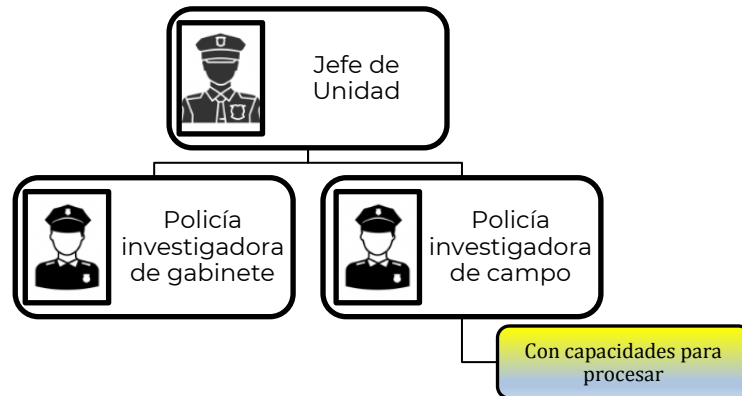 Jefe de
Unidad
Policía
investigadora
de gabinete
Policía
investigadora
de campo
Con capacidades para
procesar